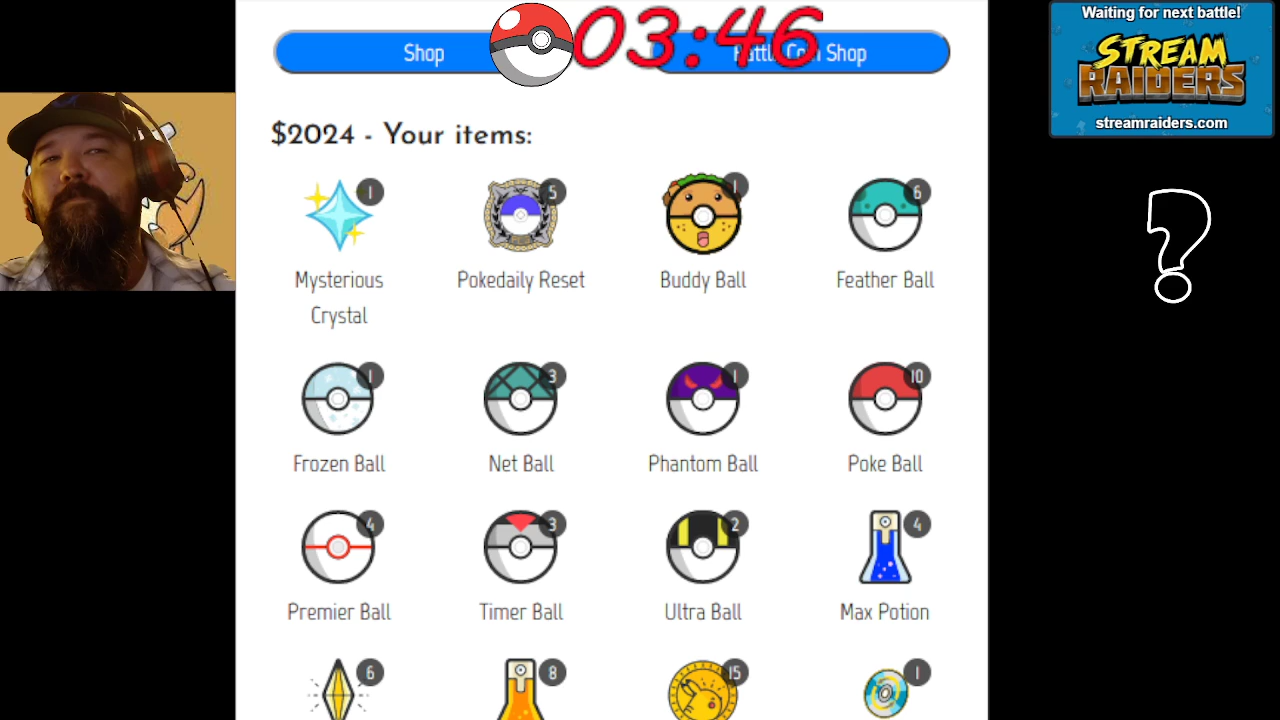 Shop
03:46
Battle Coin Shop
Waiting for next battle!
STREAM
RAIDERS
streamraiders.com
$2024 - Your items:
1
5
1
6
Mysterious
Crystal
Pokedaily Reset
Buddy Ball
Feather Ball
1
3
1
10
Frozen Ball
Net Ball
Phantom Ball
Poke Ball
4
3
2
4
Premier Ball
Timer Ball
Ultra Ball
Max Potion
6
8
15
1
?